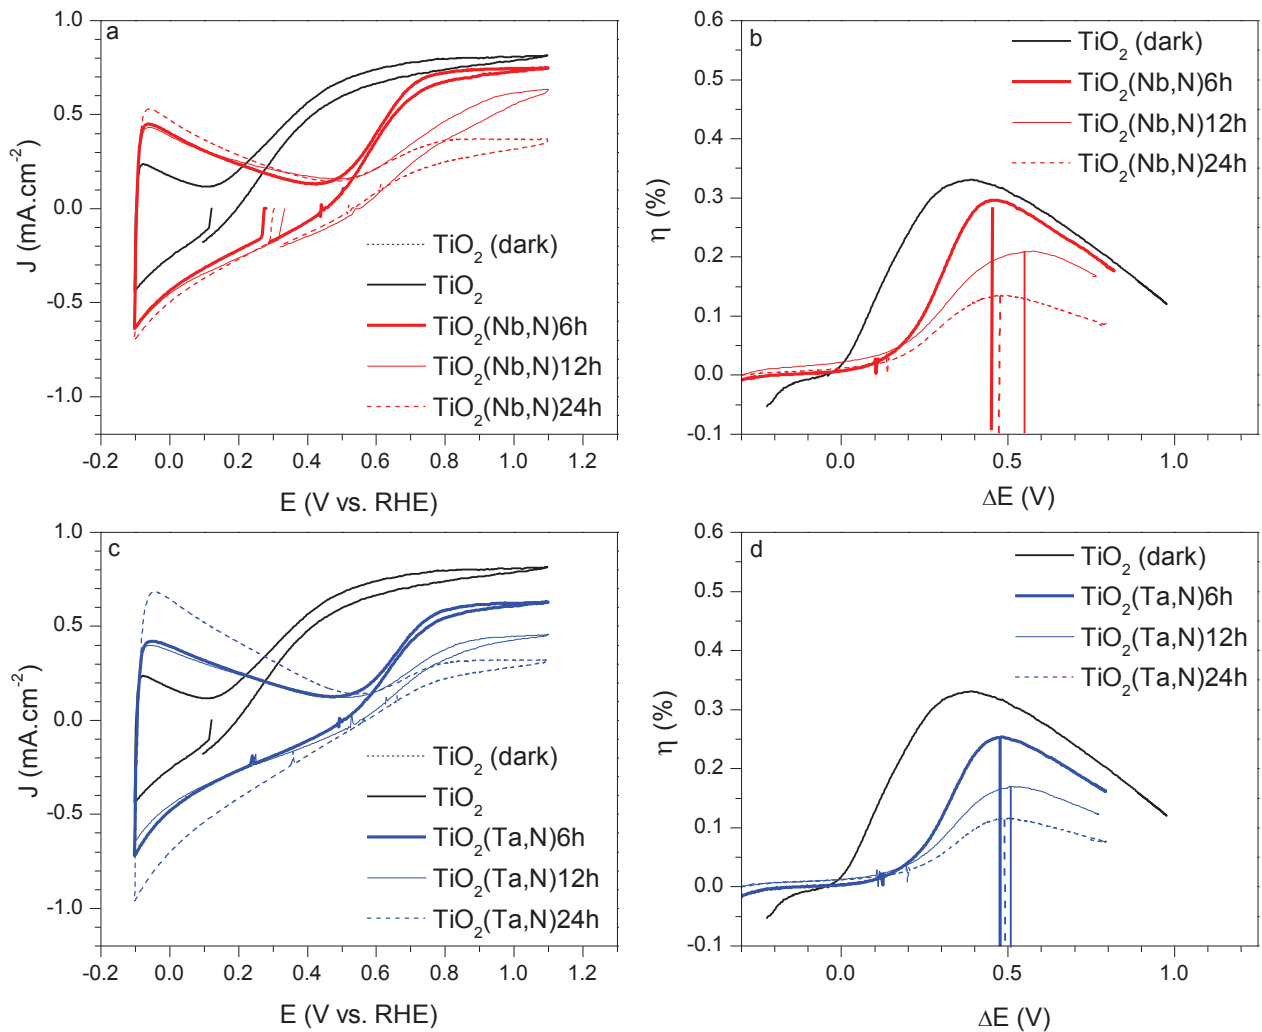 a
1.0
0.5
0.0
-0.5
-1.0
J (mA.cm-2)
-0.2 0.0 0.2 0.4 0.6 0.8 1.0 1.2
E (V vs. RHE)
TiO2 (dark)
TiO2
TiO2(Nb,N)6h
TiO2(Nb,N)12h
TiO2(Nb,N)24h
b
0.6
0.5
0.4
0.3
0.2
0.1
0.0
-0.1
η (%)
0.0 0.5 1.0
ΔE (V)
TiO2 (dark)
TiO2(Nb,N)6h
TiO2(Nb,N)12h
TiO2(Nb,N)24h
c
1.0
0.5
0.0
-0.5
-1.0
J (mA.cm-2)
-0.2 0.0 0.2 0.4 0.6 0.8 1.0 1.2
E (V vs. RHE)
TiO2 (dark)
TiO2
TiO2(Ta,N)6h
TiO2(Ta,N)12h
TiO2(Ta,N)24h
d
0.6
0.5
0.4
0.3
0.2
0.1
0.0
-0.1
η (%)
0.0 0.5 1.0
ΔE (V)
TiO2 (dark)
TiO2(Ta,N)6h
TiO2(Ta,N)12h
TiO2(Ta,N)24h